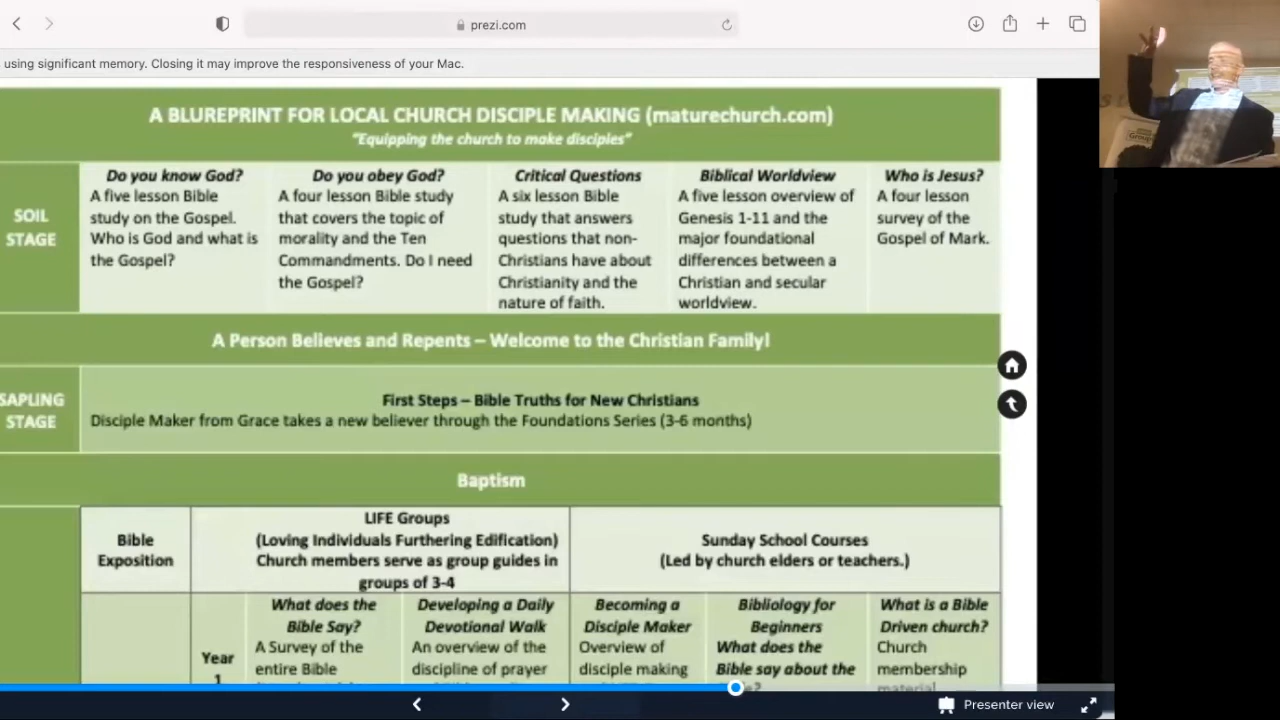 prezi.com
using significant memory. Closing it may improve the responsiveness of your Mac.
A BLUREPRINT FOR LOCAL CHURCH DISCIPLE MAKING (maturechurch.com)
"Equipping the church to make disciples"
SOIL
STAGE
Do you know God?
A five lesson Bible
study on the Gospel.
Who is God and what is
the Gospel?
Do you obey God?
A four lesson Bible study
that covers the topic of
morality and the Ten
Commandments. Do I need
the Gospel?
Critical Questions
A six lesson Bible
study that answers
questions that non-
Christians have about
Christianity and the
nature of faith.
Biblical Worldview
A five lesson overview of
Genesis 1-11 and the
major foundational
differences between a
Christian and secular
worldview.
Who is Jesus?
A four lesson
survey of the
Gospel of Mark.
A Person Believes and Repents – Welcome to the Christian Family!
SAPLING
STAGE
First Steps – Bible Truths for New Christians
Disciple Maker from Grace takes a new believer through the Foundations Series (3-6 months)
Baptism
Bible
Exposition
LIFE Groups
(Loving Individuals Furthering Edification)
Church members serve as group guides in
groups of 3-4
Sunday School Courses
(Led by church elders or teachers.)
Year
1
What does the
Bible Say?
A Survey of the
entire Bible
Developing a Daily
Devotional Walk
An overview of the
discipline of prayer
Becoming a
Disciple Maker
Overview of
disciple making
Bibliology for
Beginners
What does the
Bible say about the
What is a Bible
Driven church?
Church
membership
material
Presenter view